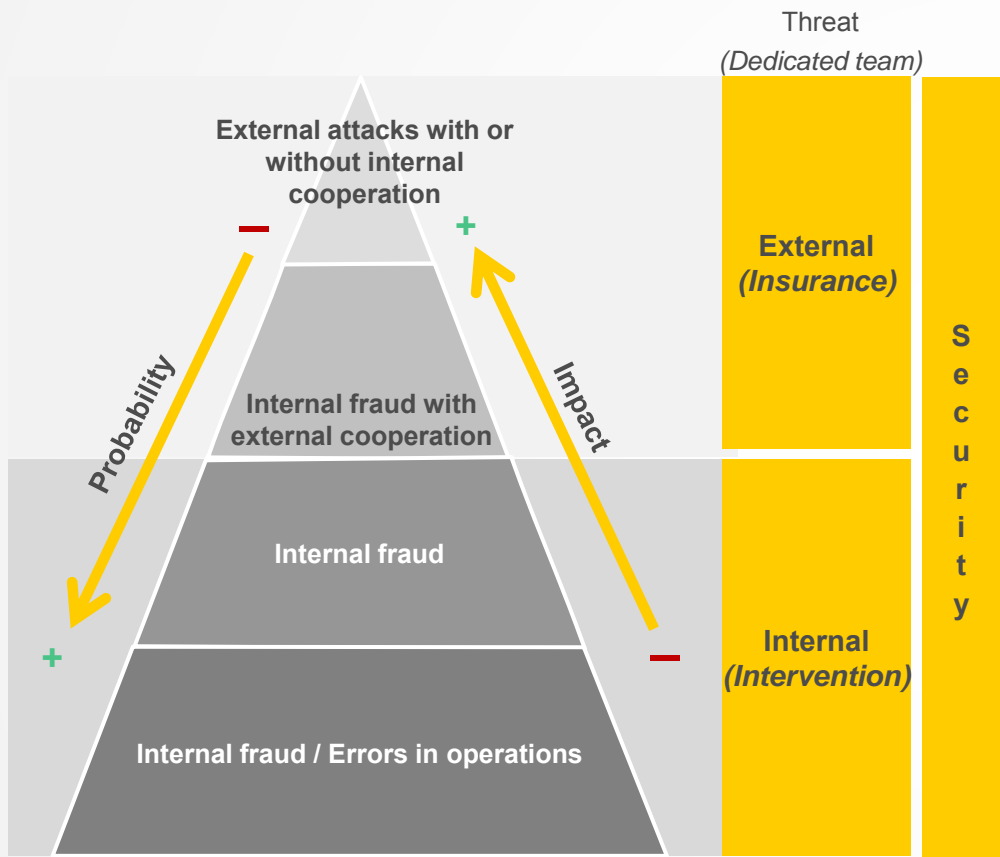 Threat
(Dedicated team)
External attacks with or
without internal
cooperation
−
+
External
(Insurance)
Probability
Impact
Internal fraud with
external cooperation
Internal fraud
+
−
Internal
(Intervention)
Internal fraud / Errors in operations
S
e
c
u
r
i
t
y